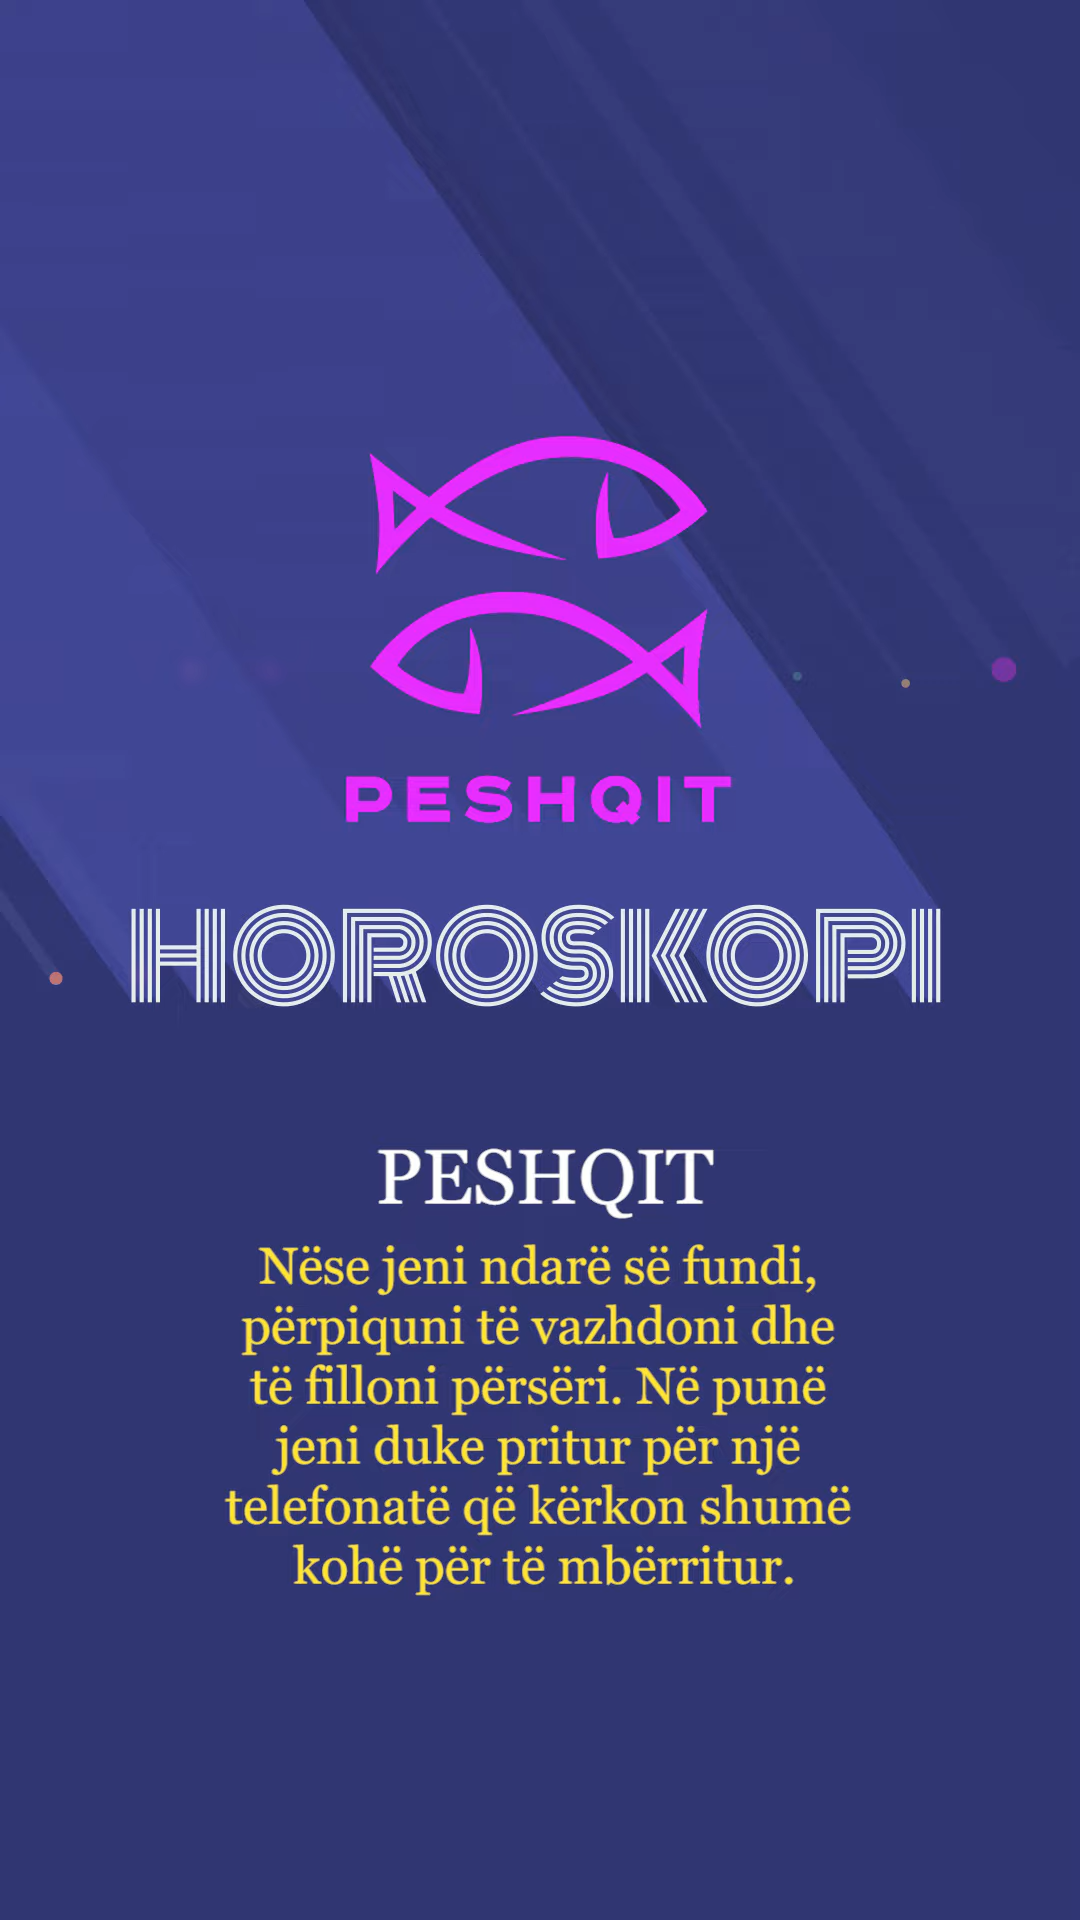 PESHQIT
HOROSKOPI
PESHQIT
Nëse jeni ndarë së fundi,
përpiquni të vazhdoni dhe
të filloni përsëri. Në punë
jeni duke pritur për një
telefonatë që kërkon shumë
kohë për të mbërritur.